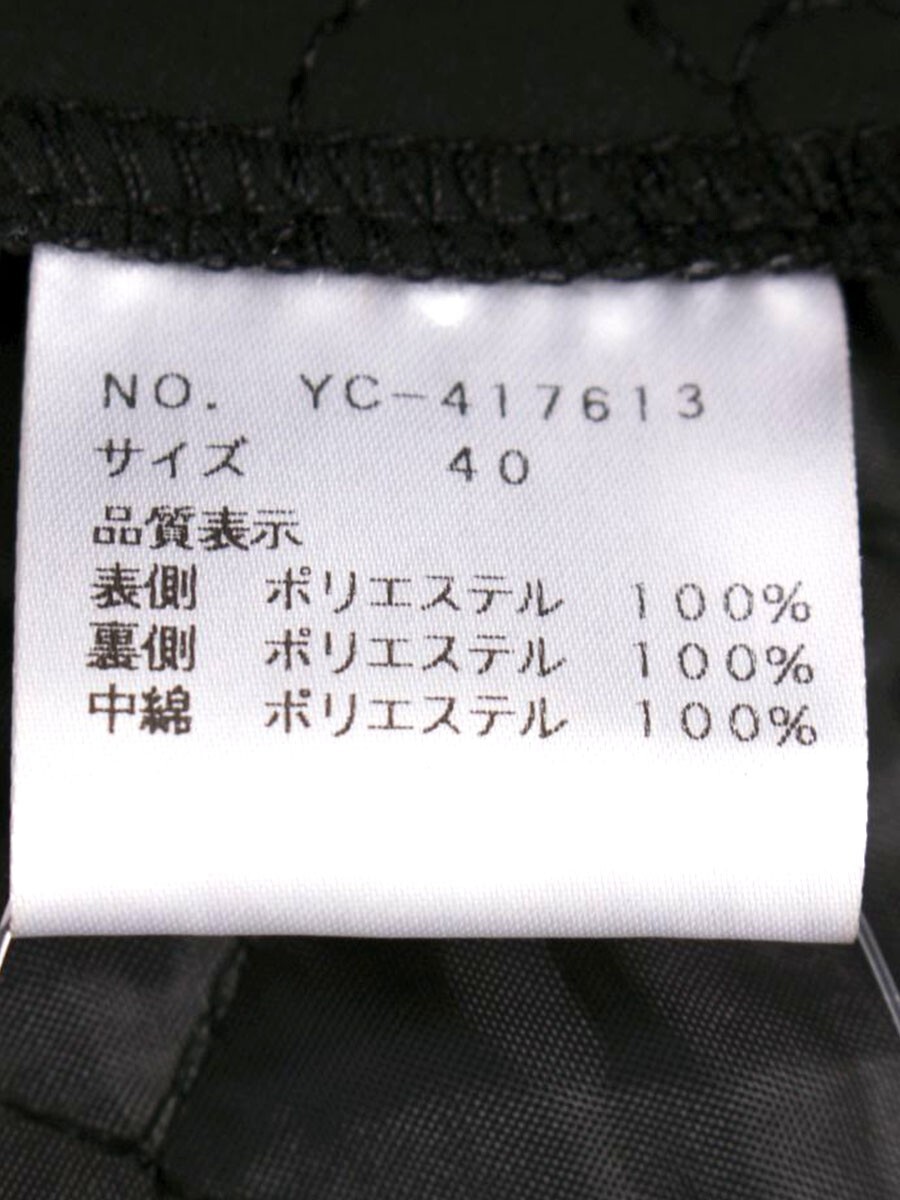 NO. YC-417613
サイズ 40
品質表示
表側 ポリエステル 100%
裏側 ポリエステル 100%
中綿 ポリエステル 100%